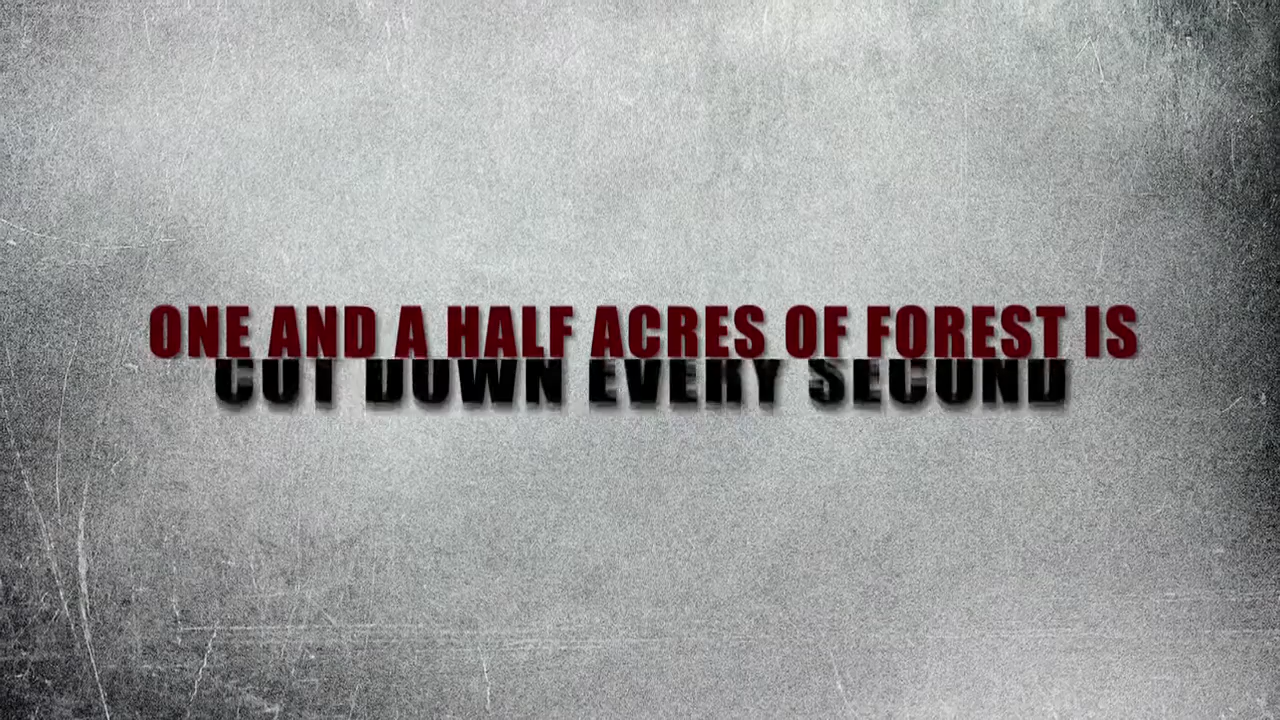 ONE AND A HALF ACRES OF FOREST IS
CUT DOWN EVERY SECOND